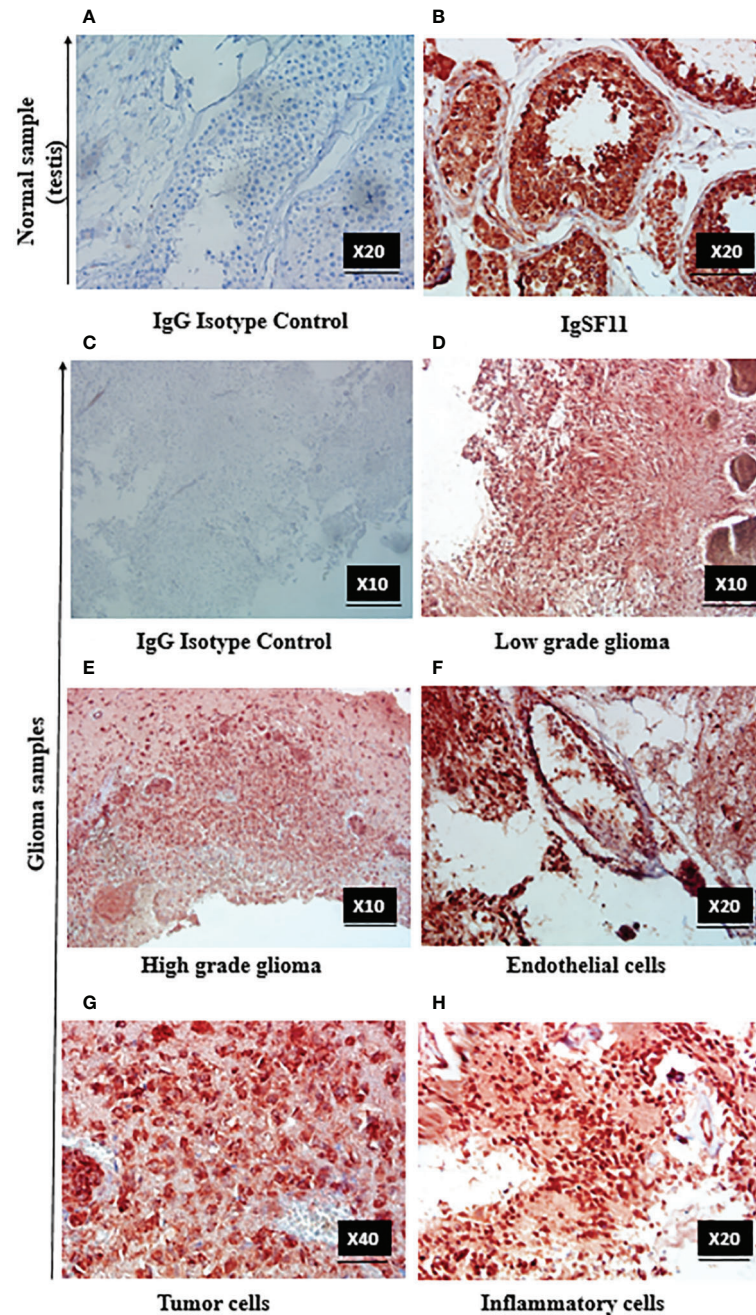 A
B
Normal sample
(testis)
X20
X20
IgG Isotype Control
IgSF11
C
D
Glioma samples
X10
X10
IgG Isotype Control
Low grade glioma
E
F
X10
X20
High grade glioma
Endothelial cells
G
H
X40
X20
Tumor cells
Inflammatory cells